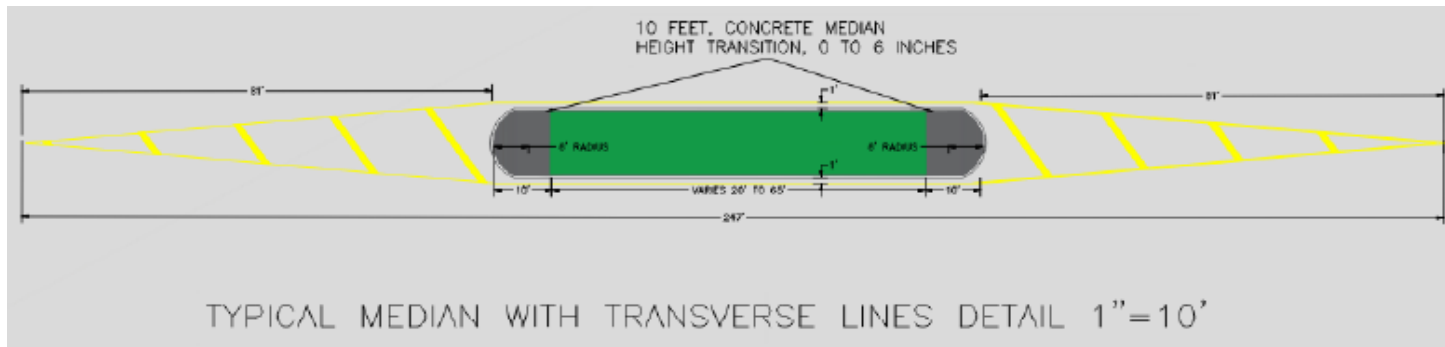 10 FEET, CONCRETE MEDIAN
HEIGHT TRANSITION, 0 TO 6 INCHES
81'
1'
81'
6' RADIUS
6' RADIUS
1'
10'
VARIES 26' TO 65'
10'
247'
TYPICAL MEDIAN WITH TRANSVERSE LINES DETAIL 1"=10'